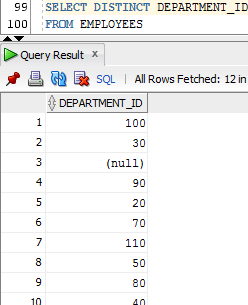 99 SELECT DISTINCT DEPARTMENT_ID
100 FROM EMPLOYEES
Query Result x
SQL | All Rows Fetched: 12 in
DEPARTMENT_ID
1 100
2 30
3 (null)
4 90
5 20
6 70
7 110
8 50
9 80
10 40